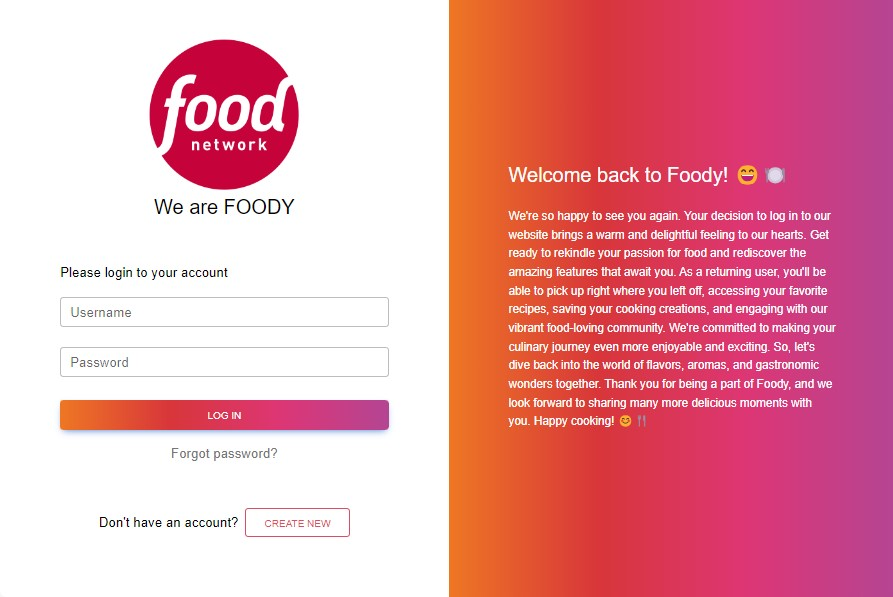 food
network
We are FOODY
Please login to your account
Username
Password
LOG IN
Forgot password?
Don't have an account?
CREATE NEW
Welcome back to Foody! 😄 🍽️
We're so happy to see you again. Your decision to log in to our
website brings a warm and delightful feeling to our hearts. Get
ready to rekindle your passion for food and rediscover the
amazing features that await you. As a returning user, you'll be
able to pick up right where you left off, accessing your favorite
recipes, saving your cooking creations, and engaging with our
vibrant food-loving community. We're committed to making your
culinary journey even more enjoyable and exciting. So, let's
dive back into the world of flavors, aromas, and gastronomic
wonders together. Thank you for being a part of Foody, and we
look forward to sharing many more delicious moments with
you. Happy cooking! 😊 🍴